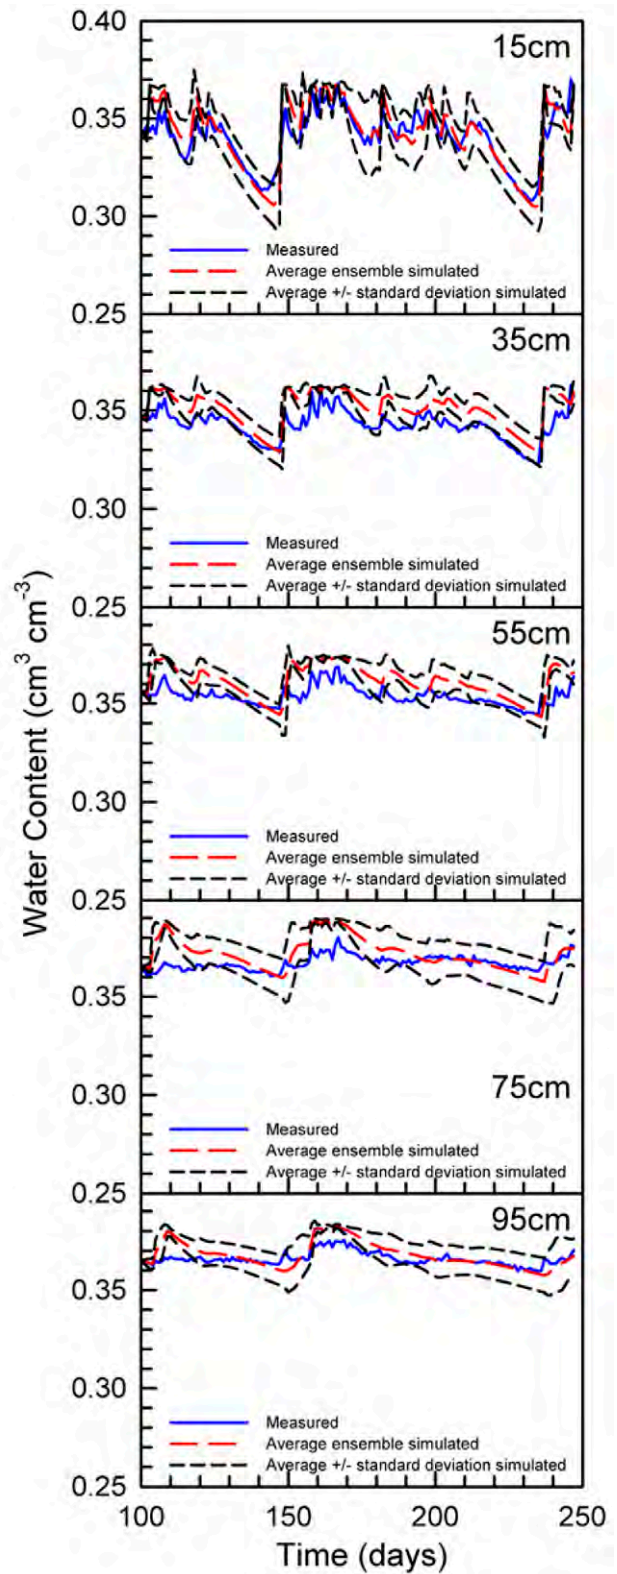 0.40
15cm
0.35
0.30
Measured
Average ensemble simulated
Average +/- standard deviation simulated
0.25
35cm
0.35
0.30
Measured
Average ensemble simulated
Average +/- standard deviation simulated
0.25
55cm
0.35
0.30
Measured
Average ensemble simulated
Average +/- standard deviation simulated
0.25
0.35
75cm
0.30
Measured
Average ensemble simulated
Average +/- standard deviation simulated
0.25
95cm
0.35
0.30
Measured
Average ensemble simulated
Average +/- standard deviation simulated
0.25
100 150 200 250
Time (days)
Water Content (cm³ cm⁻³)